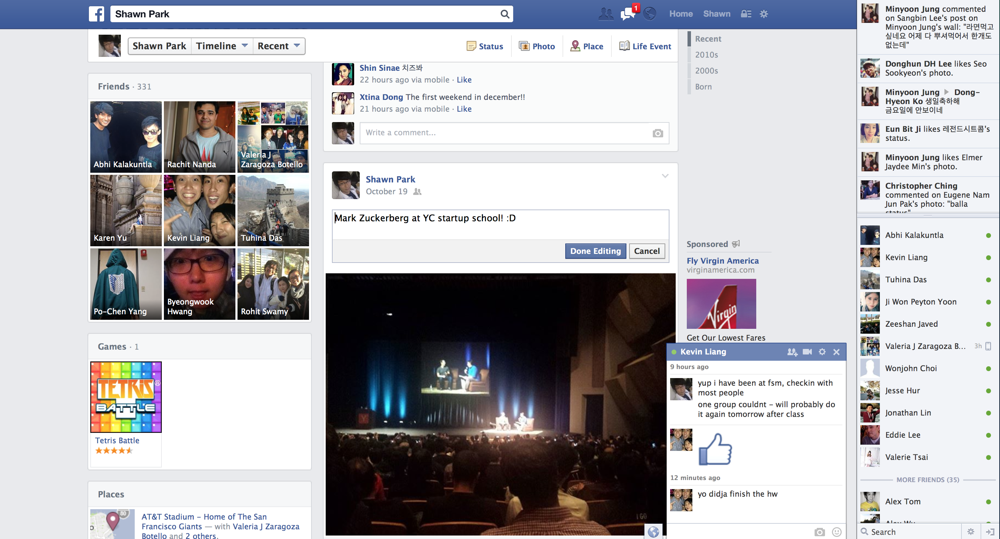 Shawn Park
1
Home
Shawn
Shawn Park
Timeline
Recent
Status
Photo
Place
Life Event
Friends · 331
Abhi Kalakuntla
Rachit Nanda
Valeria J
Zaragoza Botello
Karen Yu
Kevin Liang
Tuhina Das
Po-Chen Yang
Byeongwook
Hwang
Rohit Swamy
Games · 1
TETRIS®
BATTLE
Tetris Battle
Places
80
AT&T Stadium – Home of The San
Francisco Giants — with Valeria J Zaragoza
Botello and 2 others.
Shin Sinae 치즈봐
22 hours ago via mobile · Like
Xtina Dong The first weekend in december!!
21 hours ago via mobile · Like
Write a comment...
Shawn Park
October 19
Mark Zuckerberg at YC startup school! :D
Done Editing
Cancel
Y
Recent
2010s
2000s
Born
Sponsored
Fly Virgin America
virginamerica.com
Virgin
Get Our Lowest Fares
Kevin Liang
9 hours ago
yup i have been at fsm, checkin with
most people
one group couldnt – will probably do
it again tomorrow after class
12 minutes ago
yo didja finish the hw
Minyoon Jung commented
on Sangbin Lee's post on
Minyoon Jung's wall: "라면먹고
싶네요 어제 다 뿌셔먹어서 한개도
없는데"
Donghun DH Lee likes Seo
Sookyeon's photo.
Minyoon Jung ▶ Dong-
Hyeon Ko 생일축하해
금요일에 안보이네
Eun Bit Ji likes 레전드시트콤's
status.
Minyoon Jung likes Elmer
Jaydee Min's photo.
Christopher Ching
commented on Eugene Nam
Jun Pak's photo: "balla
status"
Abhi Kalakuntla
Kevin Liang
Tuhina Das
Ji Won Peyton Yoon
Zeeshan Javed
Valeria J Zaragoza B... 3h
Wonjohn Choi
Jesse Hur
Jonathan Lin
Eddie Lee
Valerie Tsai
MORE FRIENDS (35)
Alex Tom
Search